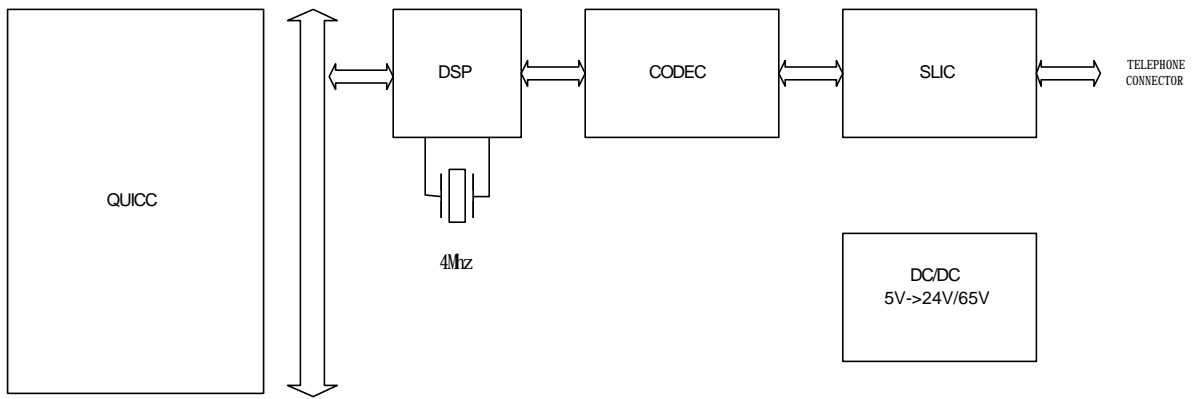 DSP
CODEC
SLIC
TELEPHONE
CONNECTOR
QUICC
4Mhz
DC/DC
5V->24V/65V